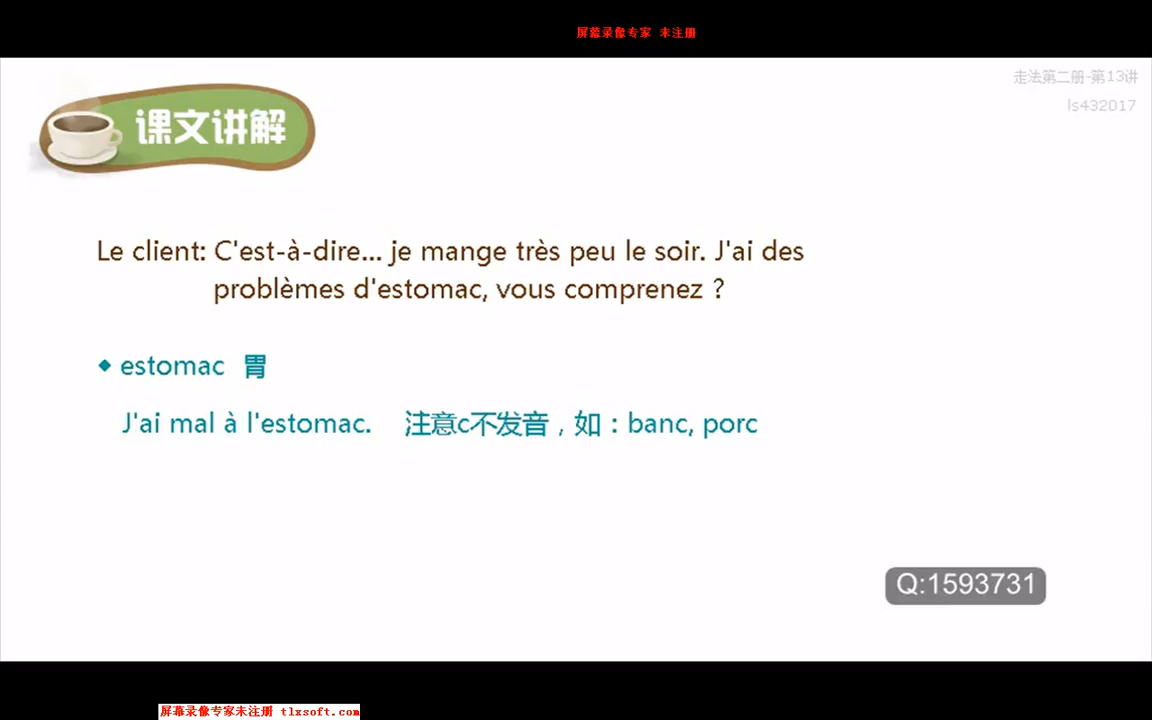 屏幕录像专家 未注册
走法第二册-第13讲
ls432017
课文讲解
Le client: C'est-à-dire... je mange très peu le soir. J'ai des
problèmes d'estomac, vous comprenez ?
◆ estomac 胃
J'ai mal à l'estomac. 注意c不发音，如：banc, porc
Q:1593731
屏幕录像专家未注册 tlxsoft.com